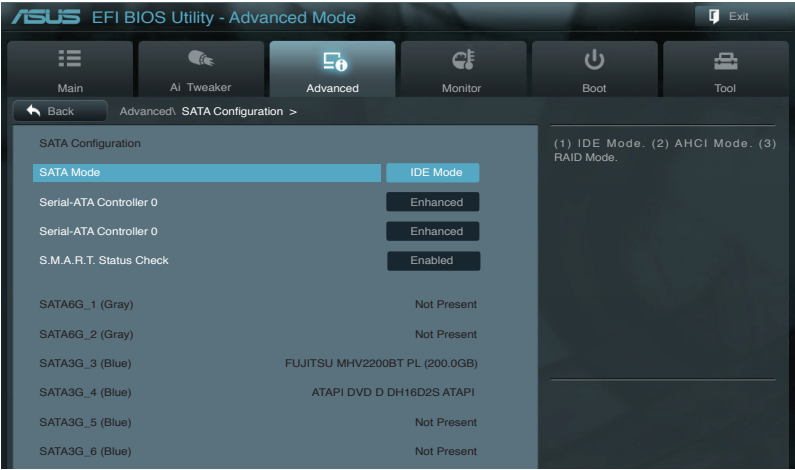 ASUS EFI BIOS Utility - Advanced Mode
Exit
Main
Ai Tweaker
Advanced
Monitor
Boot
Tool
Back
Advanced\ SATA Configuration >
SATA Configuration
SATA Mode IDE Mode
Serial-ATA Controller 0 Enhanced
Serial-ATA Controller 0 Enhanced
S.M.A.R.T. Status Check Enabled
SATA6G_1 (Gray) Not Present
SATA6G_2 (Gray) Not Present
SATA3G_3 (Blue) FUJITSU MHV2200BT PL (200.0GB)
SATA3G_4 (Blue) ATAPI DVD D DH16D2S ATAPI
SATA3G_5 (Blue) Not Present
SATA3G_6 (Blue) Not Present
(1) IDE Mode. (2) AHCI Mode. (3)
RAID Mode.